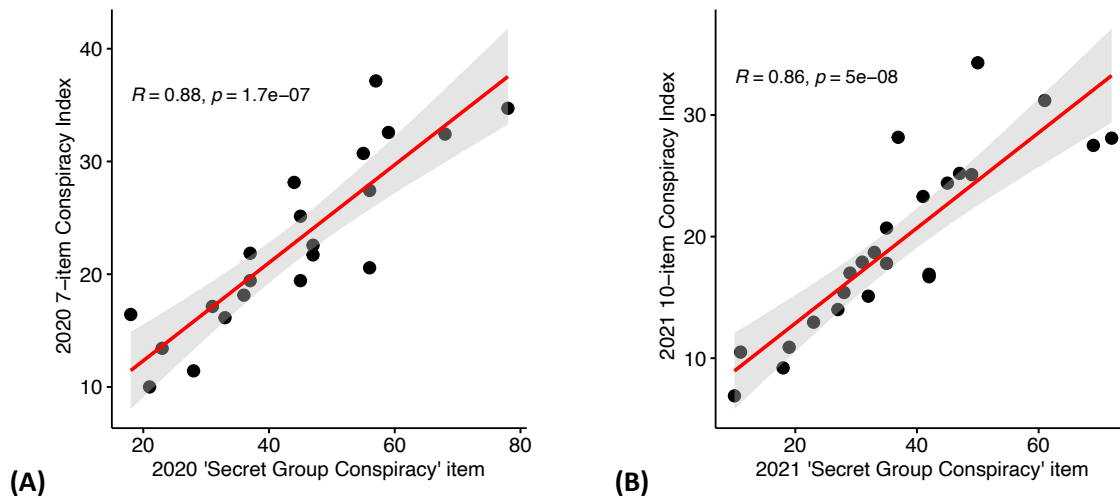 40
30
20
10
2020 7−item Conspiracy Index
R = 0.88, p = 1.7e−07
20 40 60 80
2020 'Secret Group Conspiracy' item
(A)
30
20
10
2021 10−item Conspiracy Index
R = 0.86, p = 5e−08
20 40 60
2021 'Secret Group Conspiracy' item
(B)